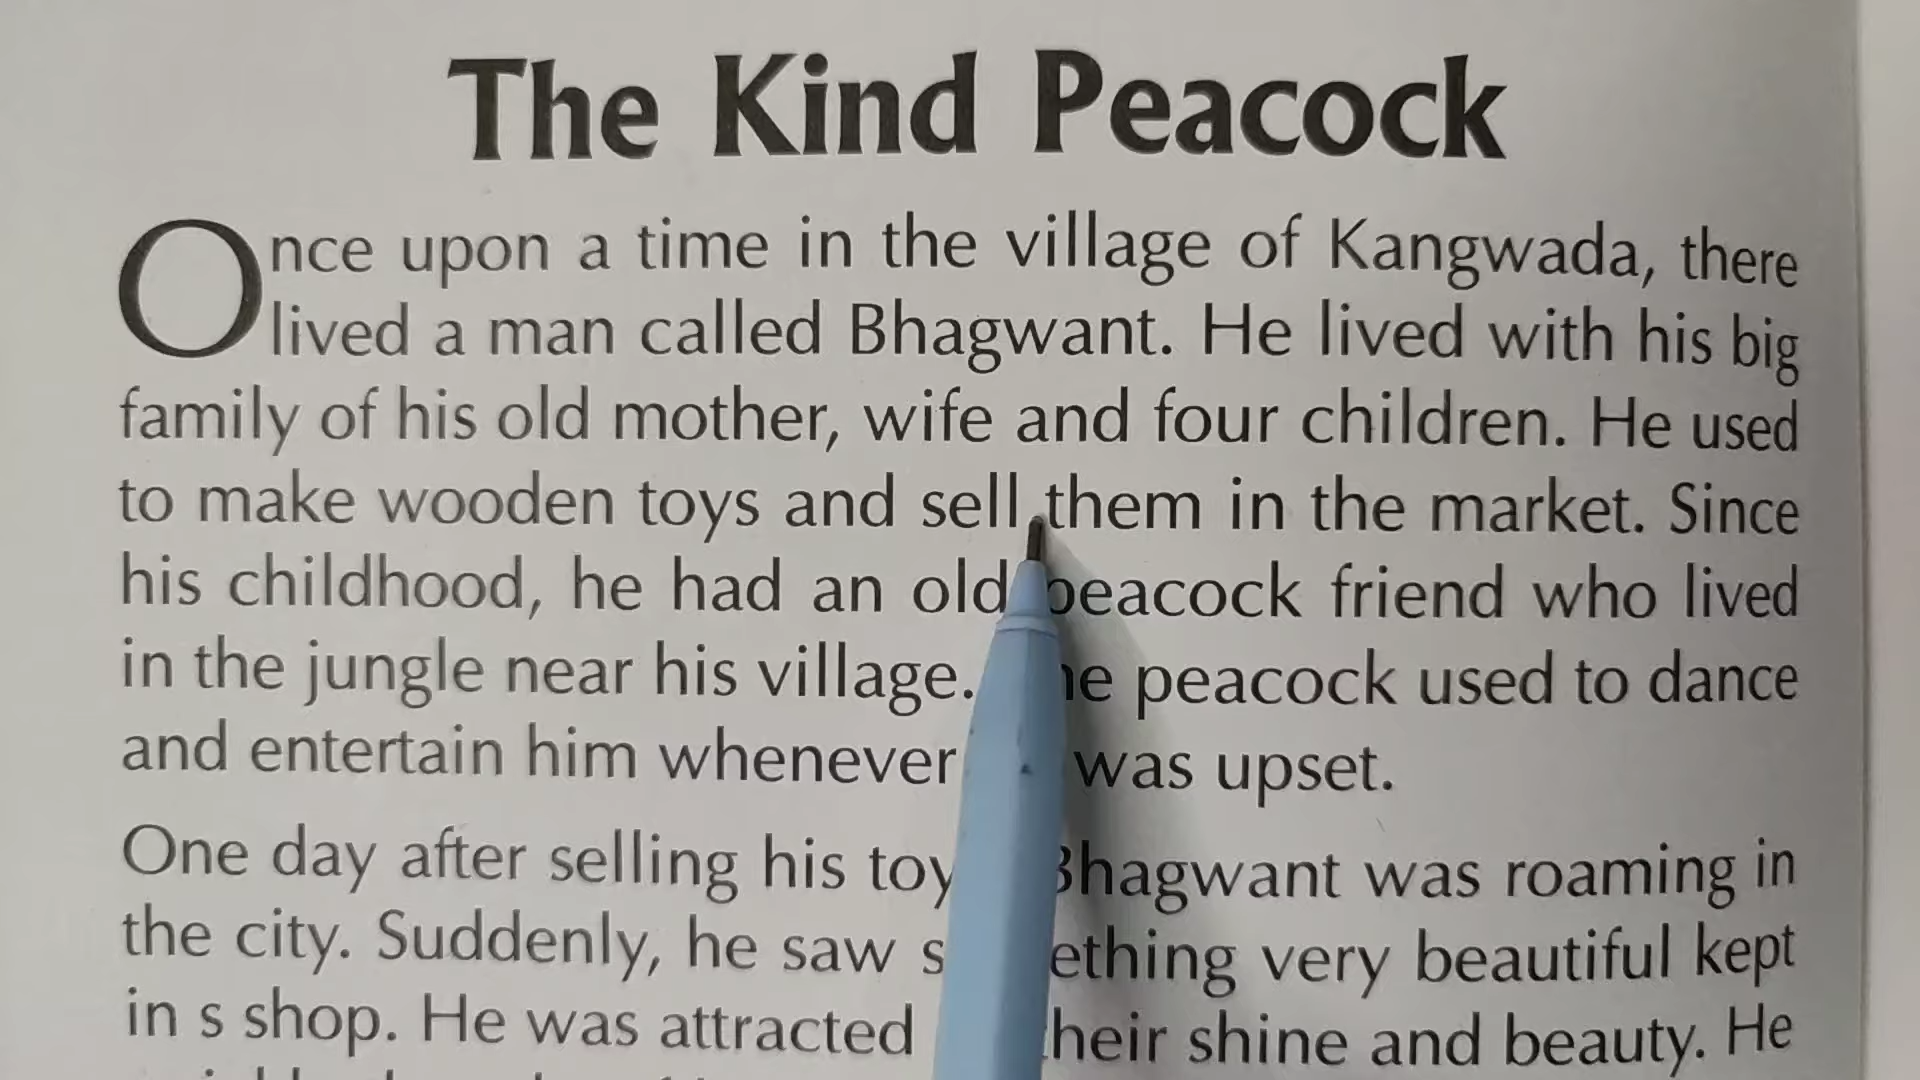 The Kind Peacock
Once upon a time in the village of Kangwada, there
lived a man called Bhagwant. He lived with his big
family of his old mother, wife and four children. He used
to make wooden toys and sell them in the market. Since
his childhood, he had an old peacock friend who lived
in the jungle near his village. peacock used to dance
and entertain him whenever was upset.
One day after selling his Bhagwant was roaming in
the city. Suddenly, he saw something very beautiful kept
in s shop. He was attracted their shine and beauty. He